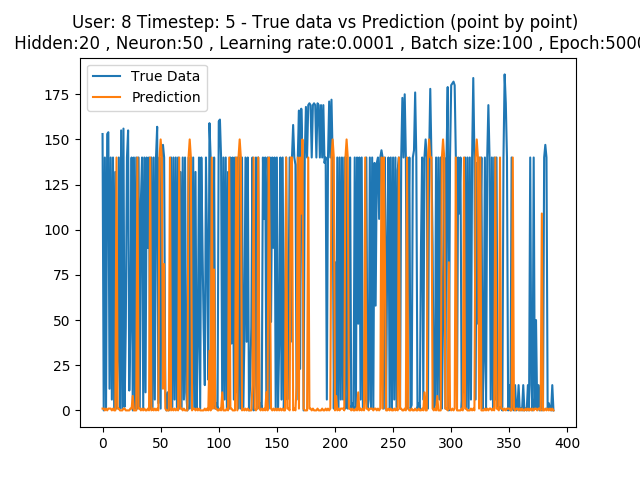 User: 8 Timestep: 5 - True data vs Prediction (point by point)
Hidden:20 , Neuron:50 , Learning rate:0.0001 , Batch size:100 , Epoch:5000
True Data
Prediction
175
150
125
100
75
50
25
0
0 50 100 150 200 250 300 350 400